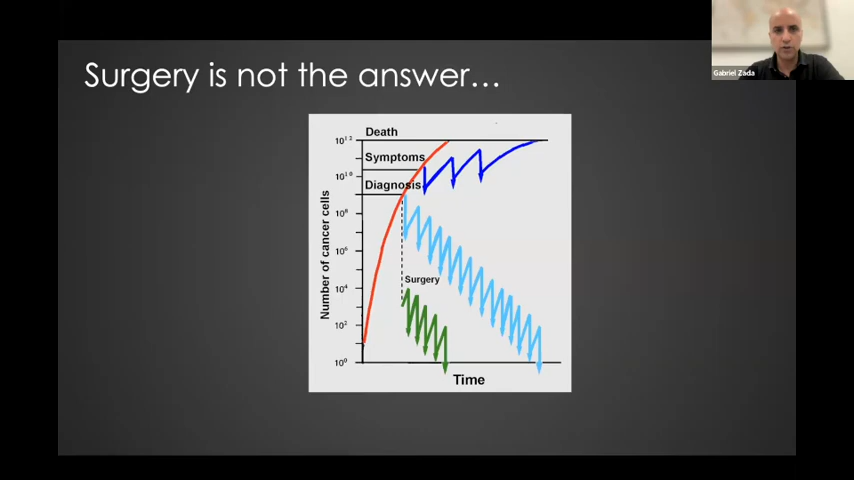 Surgery is not the answer...
Gabriel Zada
Death
10¹²
Symptoms
10¹⁰
Diagnosis
10⁸
10⁶
Surgery
10⁴
10²
10⁰
Number of cancer cells
Time